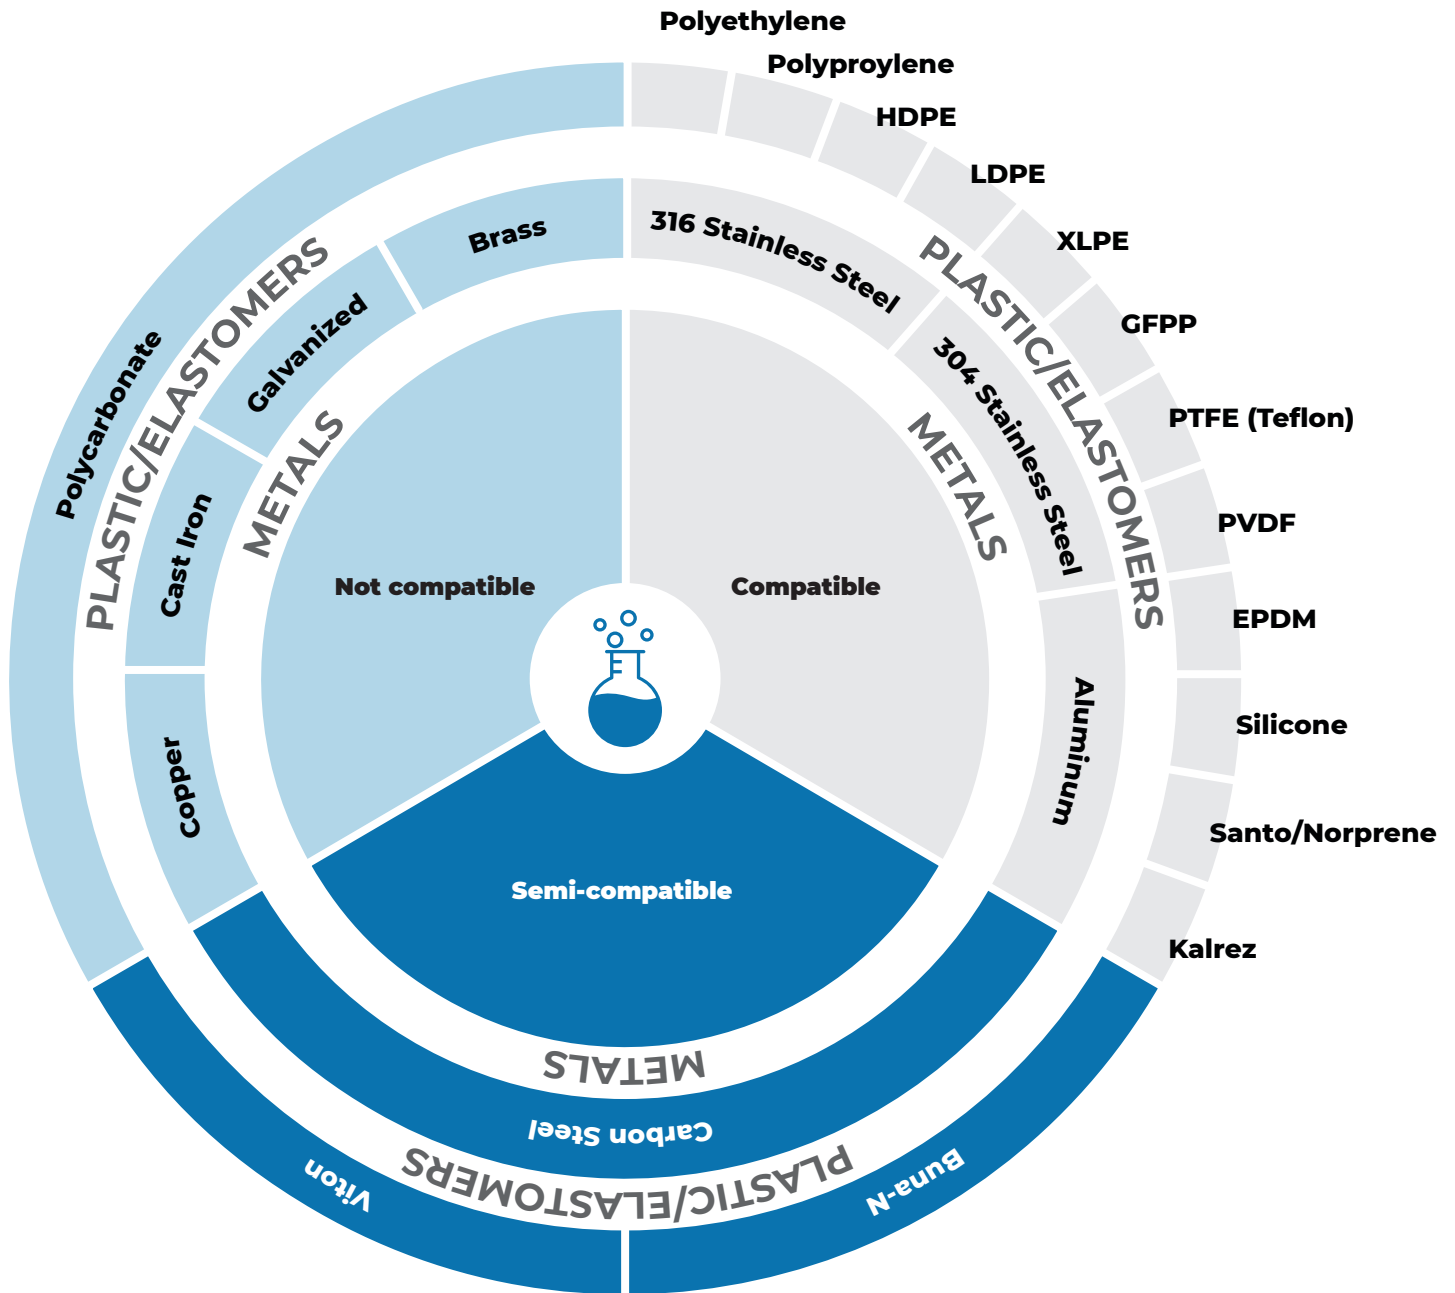 Polyethylene
Polyproylene
HDPE
LDPE
XLPE
GFPP
PTFE (Teflon)
PVDF
EPDM
Silicone
Santo/Norprene
Kalrez
PLASTIC/ELASTOMERS
316 Stainless Steel
304 Stainless Steel
Aluminum
METALS
Compatible
Polycarbonate
PLASTIC/ELASTOMERS
Brass
Galvanized
Cast Iron
Copper
METALS
Not compatible
Semi-compatible
METALS
Carbon Steel
PLASTIC/ELASTOMERS
Buna-N
Viton